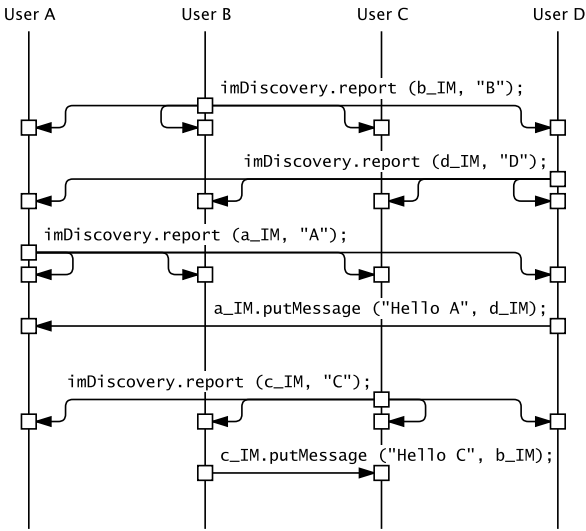 User A User B User C User D
imDiscovery.report (b_IM, "B");
imDiscovery.report (d_IM, "D");
imDiscovery.report (a_IM, "A");
a_IM.putMessage ("Hello A", d_IM);
imDiscovery.report (c_IM, "C");
c_IM.putMessage ("Hello C", b_IM);